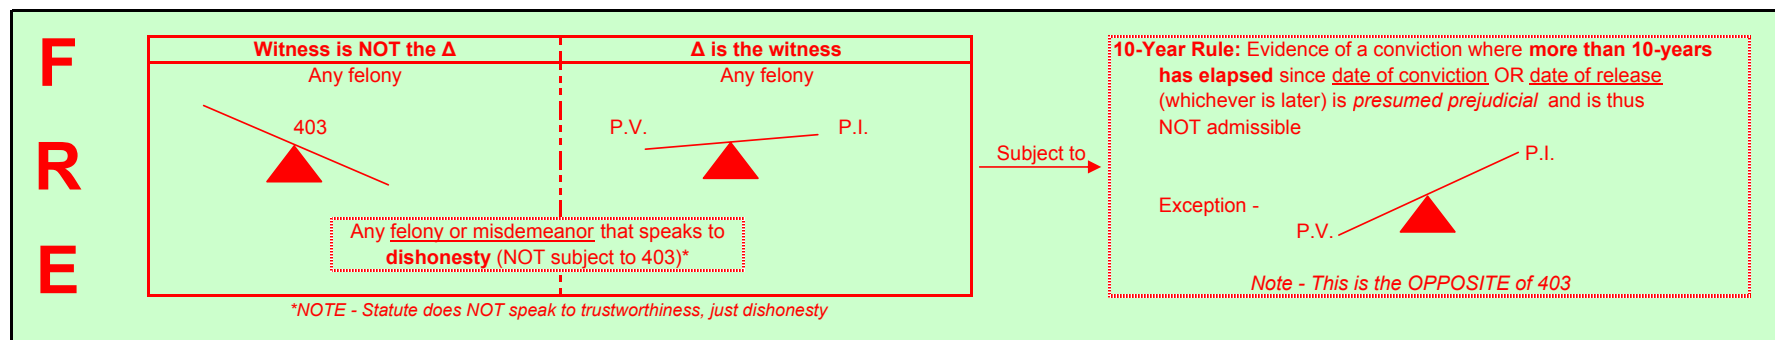 F
R
E
Witness is NOT the Δ
Any felony
403
Δ is the witness
Any felony
P.V.
P.I.
Any felony or misdemeanor that speaks to
dishonesty (NOT subject to 403)*
*NOTE - Statute does NOT speak to trustworthiness, just dishonesty
Subject to
10-Year Rule: Evidence of a conviction where more than 10-years
has elapsed since date of conviction OR date of release
(whichever is later) is presumed prejudicial and is thus
NOT admissible
P.I.
Exception -
P.V.
Note - This is the OPPOSITE of 403